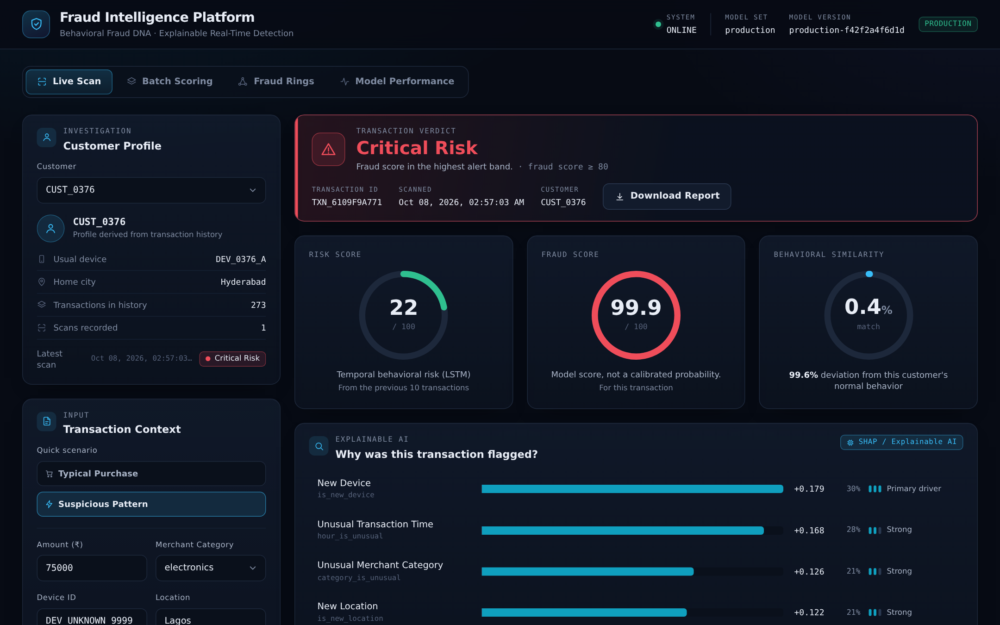 Fraud Intelligence Platform
Behavioral Fraud DNA · Explainable Real-Time Detection
SYSTEM
ONLINE
MODEL SET
production
MODEL VERSION
production-f42f2a4f6d1d
PRODUCTION
Live Scan
Batch Scoring
Fraud Rings
Model Performance
INVESTIGATION
Customer Profile
Customer
CUST_0376
CUST_0376
Profile derived from transaction history
Usual device DEV_0376_A
Home city Hyderabad
Transactions in history 273
Scans recorded 1
Latest scan Oct 08, 2026, 02:57:03… Critical Risk
INPUT
Transaction Context
Quick scenario
Typical Purchase
Suspicious Pattern
Amount (₹)
75000
Merchant Category
electronics
Device ID
DEV_UNKNOWN_9999
Location
Lagos
TRANSACTION VERDICT
Critical Risk
Fraud score in the highest alert band. · fraud score ≥ 80
TRANSACTION ID
TXN_6109F9A771
SCANNED
Oct 08, 2026, 02:57:03 AM
CUSTOMER
CUST_0376
Download Report
RISK SCORE
22
/ 100
Temporal behavioral risk (LSTM)
From the previous 10 transactions
FRAUD SCORE
99.9
/ 100
Model score, not a calibrated probability.
For this transaction
BEHAVIORAL SIMILARITY
0.4%
match
99.6% deviation from this customer's
normal behavior
EXPLAINABLE AI
Why was this transaction flagged?
SHAP / Explainable AI
New Device
is_new_device
+0.179 30% Primary driver
Unusual Transaction Time
hour_is_unusual
+0.168 28% Strong
Unusual Merchant Category
category_is_unusual
+0.126 21% Strong
New Location
is_new_location
+0.122 21% Strong